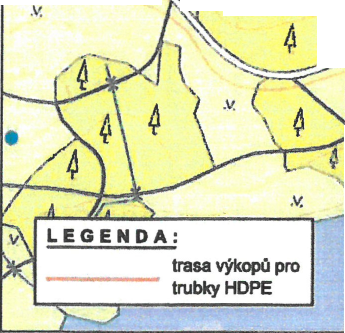 v.
v.
v.
v.
LEGENDA:
trasa výkopů pro
trubky HDPE